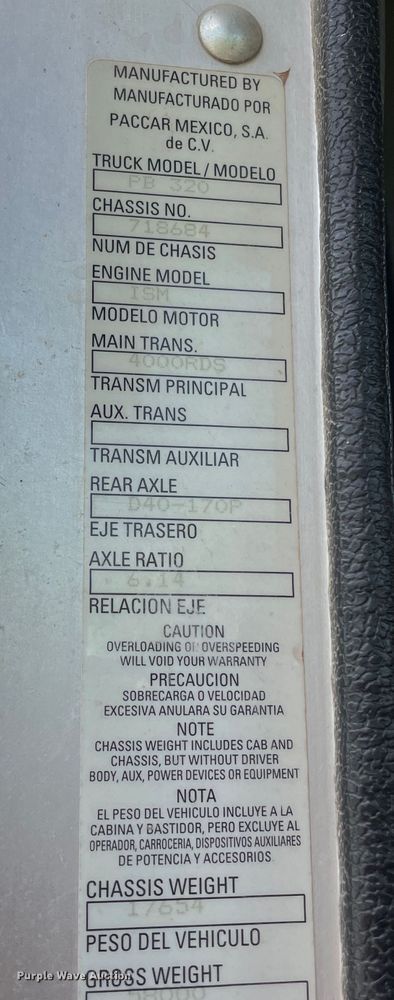 MANUFACTURED BY
MANUFACTURADO POR
PACCAR MEXICO, S.A.
de C.V.
TRUCK MODEL / MODELO
PB 320
CHASSIS NO.
718684
NUM DE CHASIS
ENGINE MODEL
ISM
MODELO MOTOR
MAIN TRANS.
4000RDS
TRANSM PRINCIPAL
AUX. TRANS
TRANSM AUXILIAR
REAR AXLE
D40-170P
EJE TRASERO
AXLE RATIO
6.14
RELACION EJE
CAUTION
OVERLOADING OR OVERSPEEDING
WILL VOID YOUR WARRANTY
PRECAUCION
SOBRECARGA O VELOCIDAD
EXCESIVA ANULARA SU GARANTIA
NOTE
CHASSIS WEIGHT INCLUDES CAB AND
CHASSIS, BUT WITHOUT DRIVER
BODY, AUX, POWER DEVICES OR EQUIPMENT
NOTA
EL PESO DEL VEHICULO INCLUYE A LA
CABINA Y BASTIDOR, PERO EXCLUYE AL
OPERADOR, CARROCERIA, DISPOSITIVOS AUXILIARES
DE POTENCIA Y ACCESORIOS
CHASSIS WEIGHT
17654
PESO DEL VEHICULO
Purple Wave Auction
GROSS WEIGHT
58000